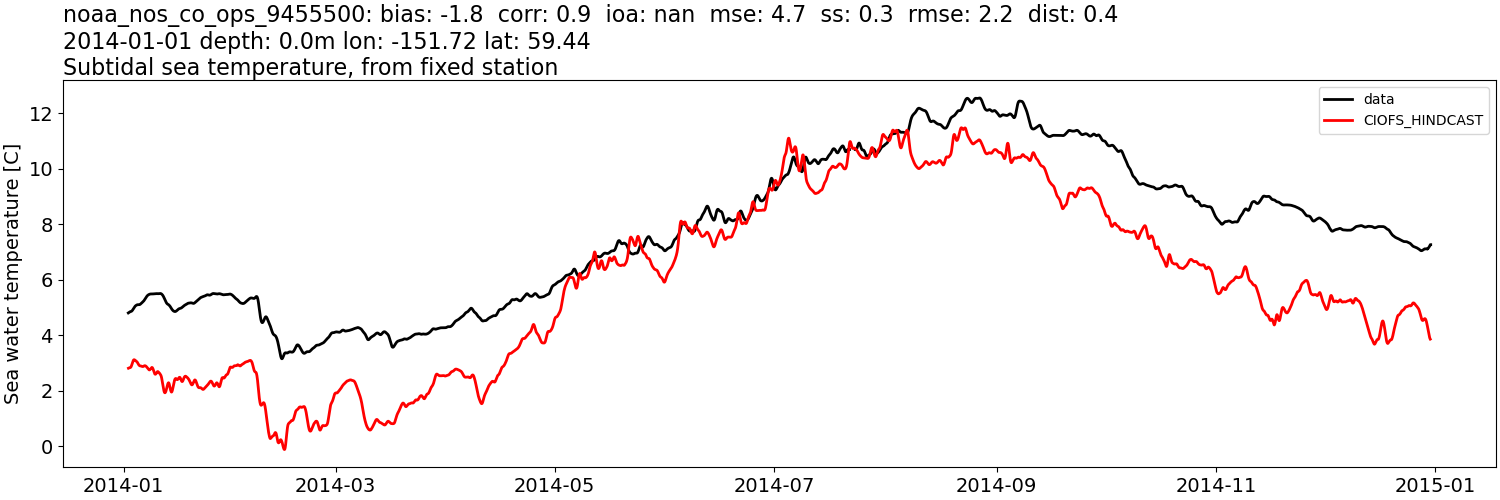 noaa_nos_co_ops_9455500: bias: -1.8  corr: 0.9  ioa: nan  mse: 4.7  ss: 0.3  rmse: 2.2  dist: 0.4
2014-01-01 depth: 0.0m lon: -151.72 lat: 59.44
Subtidal sea temperature, from fixed station
data
CIOFS_HINDCAST
Sea water temperature [C]
12
10
8
6
4
2
0
2014-01
2014-03
2014-05
2014-07
2014-09
2014-11
2015-01